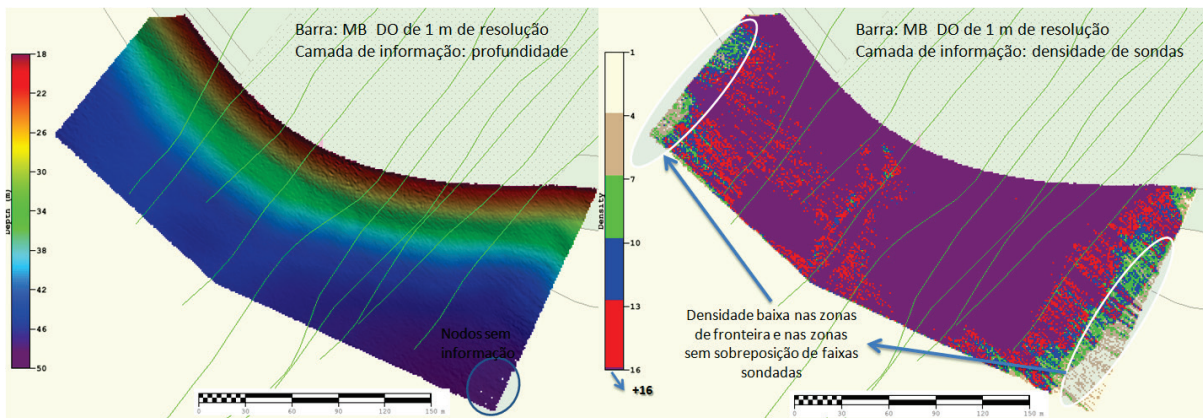 Barra: MB DO de 1 m de resolução
Camada de informação: profundidade
18
22
26
30
34
38
42
46
50
Depth (m)
Nodos sem
informação
0 30 60 90 120 150 m
Barra: MB DO de 1 m de resolução
Camada de informação: densidade de sondas
1
4
7
10
13
16
+16
Density
Densidade baixa nas zonas
de fronteira e nas zonas
sem sobreposição de faixas
sondadas
0 30 60 90 120 150 m